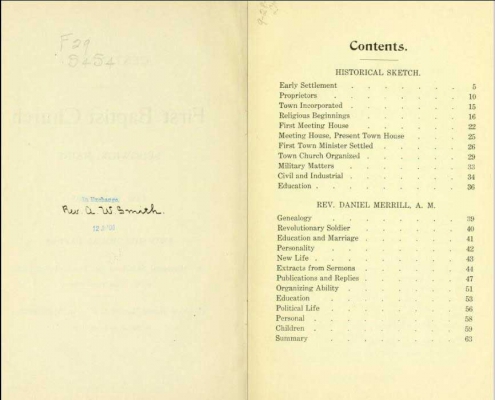 F29
.S45
Rev. A. W. Smith.
Contents.
HISTORICAL SKETCH.
Early Settlement . . . . . . . 5
Proprietors . . . . . . . 10
Town Incorporated . . . . . . 15
Religious Beginnings . . . . . . 16
First Meeting House . . . . . . 22
Meeting House, Present Town House . . . . 25
First Town Minister Settled . . . . . 26
Town Church Organized . . . . . 29
Military Matters . . . . . . 33
Civil and Industrial . . . . . . 34
Education . . . . . . . 36
REV. DANIEL MERRILL, A. M.
Genealogy . . . . . . . 39
Revolutionary Soldier . . . . . . 40
Education and Marriage . . . . . . 41
Personality . . . . . . . 42
New Life . . . . . . . 43
Extracts from Sermons . . . . . . 44
Publications and Replies . . . . . . 47
Organizing Ability . . . . . . 51
Education . . . . . . . 53
Political Life . . . . . . . 56
Personal . . . . . . . 58
Children . . . . . . . 59
Summary . . . . . . . 63